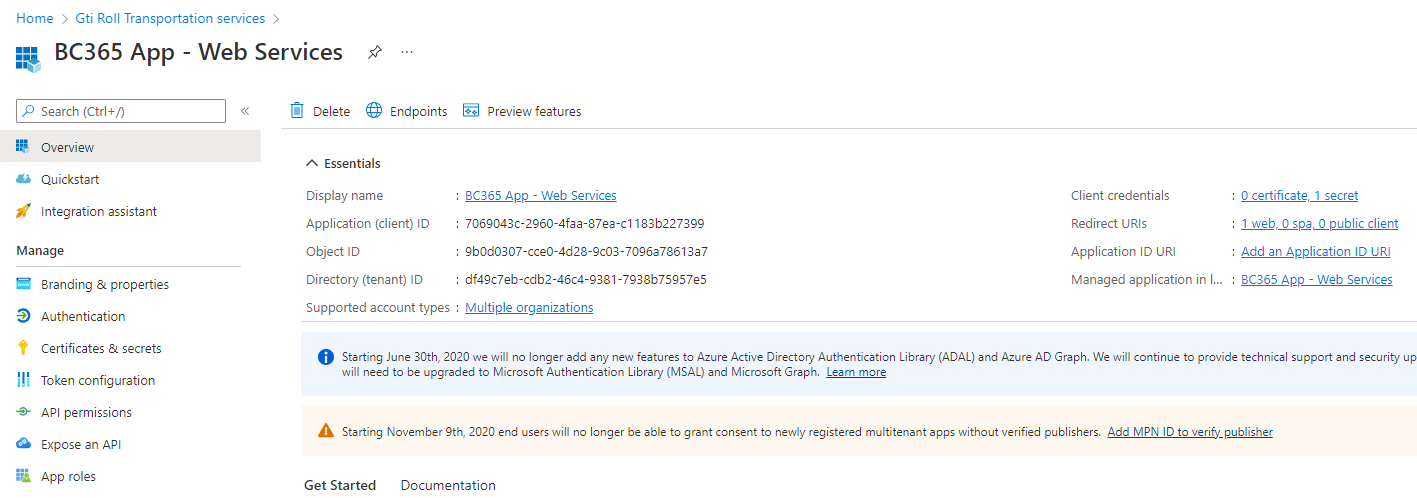 Home > Gti Roll Transportation services >
BC365 App - Web Services
Search (Ctrl+/)
«
Delete
Endpoints
Preview features
Overview
Quickstart
Integration assistant
Manage
Branding & properties
Authentication
Certificates & secrets
Token configuration
API permissions
Expose an API
App roles
Essentials
Display name : BC365 App - Web Services
Application (client) ID : 7069043c-2960-4faa-87ea-c1183b227399
Object ID : 9b0d0307-cce0-4d28-9c03-7096a78613a7
Directory (tenant) ID : df49c7eb-cdb2-46c4-9381-7938b75957e5
Supported account types : Multiple organizations
Client credentials : 0 certificate, 1 secret
Redirect URIs : 1 web, 0 spa, 0 public client
Application ID URI : Add an Application ID URI
Managed application in l... : BC365 App - Web Services
Starting June 30th, 2020 we will no longer add any new features to Azure Active Directory Authentication Library (ADAL) and Azure AD Graph. We will continue to provide technical support and security up
will need to be upgraded to Microsoft Authentication Library (MSAL) and Microsoft Graph. Learn more
Starting November 9th, 2020 end users will no longer be able to grant consent to newly registered multitenant apps without verified publishers. Add MPN ID to verify publisher
Get Started
Documentation